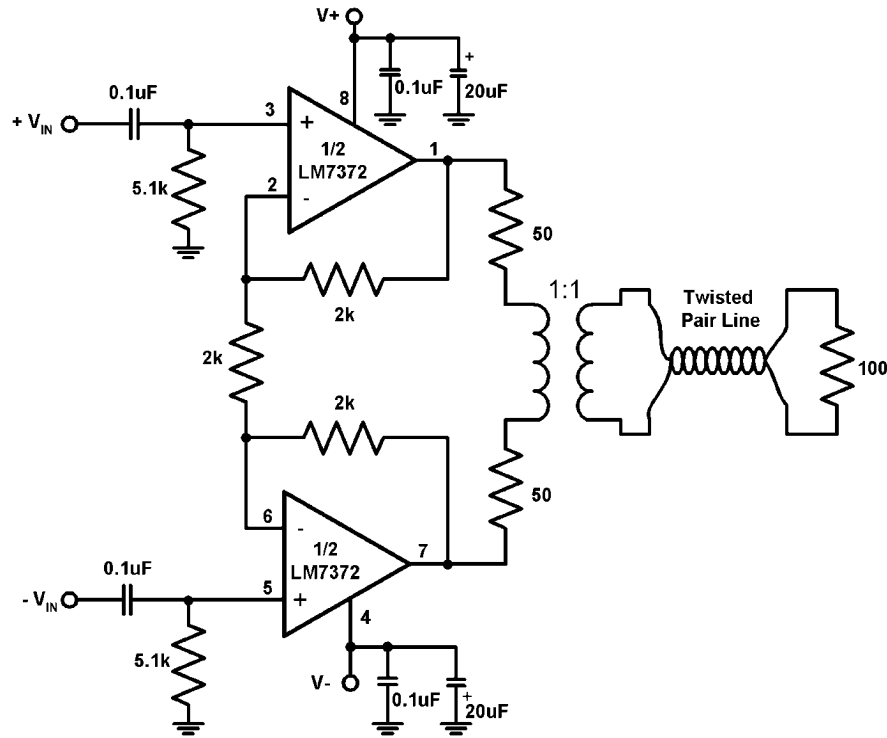 V+
0.1uF
+
20uF
0.1uF
8
+ VIN
3
+
1/2
LM7372
1
5.1k
2
-
50
2k
1:1
Twisted
Pair Line
2k
100
2k
50
6
-
1/2
LM7372
7
0.1uF
- VIN
5
+
4
5.1k
V-
0.1uF
+
20uF